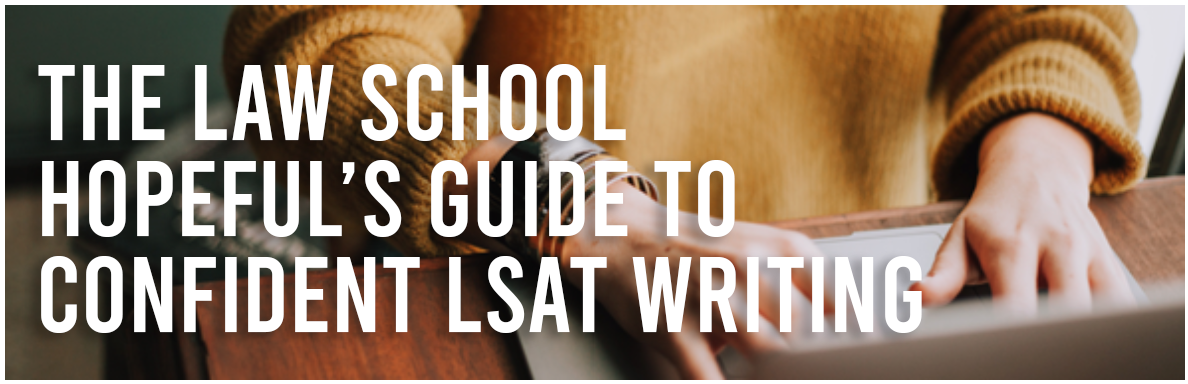 THE LAW SCHOOL
HOPEFUL’S GUIDE TO
CONFIDENT LSAT WRITING